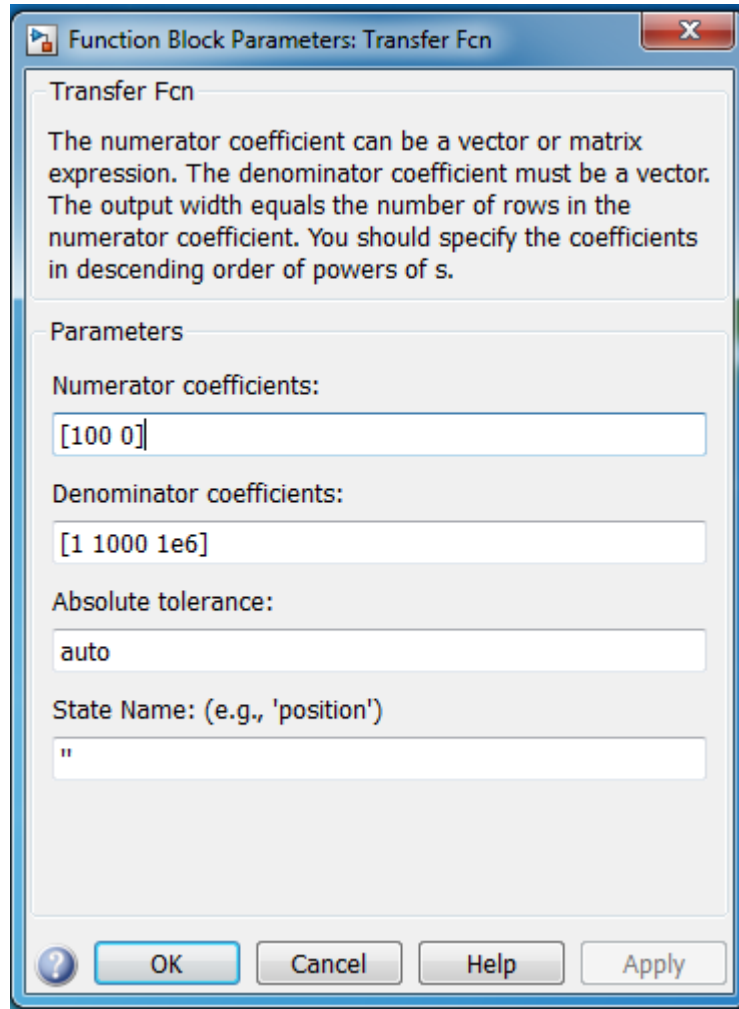 Function Block Parameters: Transfer Fcn
Transfer Fcn
The numerator coefficient can be a vector or matrix
expression. The denominator coefficient must be a vector.
The output width equals the number of rows in the
numerator coefficient. You should specify the coefficients
in descending order of powers of s.
Parameters
Numerator coefficients:
[100 0]
Denominator coefficients:
[1 1000 1e6]
Absolute tolerance:
auto
State Name: (e.g., 'position')
''
OK Cancel Help Apply